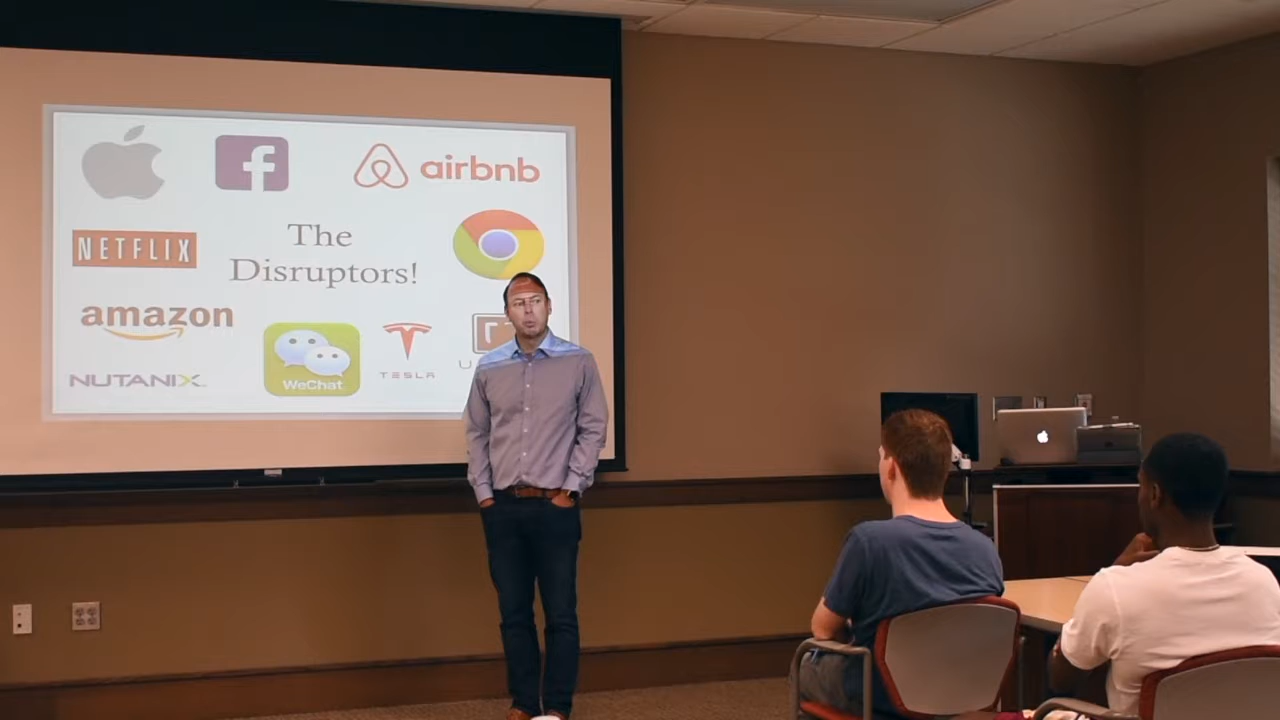 airbnb
NETFLIX
The
Disruptors!
amazon
WeChat
TESLA
NUTANIX